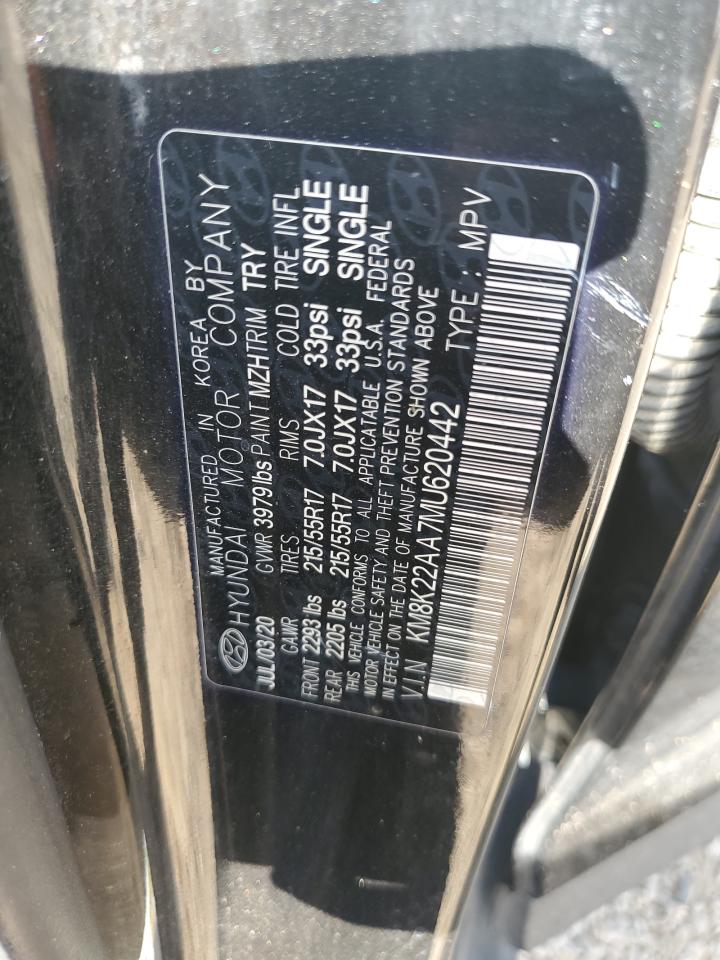 MANUFACTURED IN KOREA BY
HYUNDAI MOTOR COMPANY
JUL/03/20 GVWR 3979 lbs PAINT MZH TRIM TRY
GAWR TIRES RMS COLD TIRE INFL
FRONT 2293 lbs 215/55R17 7.0JX17 33psi SINGLE
REAR 2205 lbs 215/55R17 7.0JX17 33psi SINGLE
THIS VEHICLE CONFORMS TO ALL APPLICATABLE U.S.A. FEDERAL
MOTOR VEHICLE SAFETY AND THEFT PREVENTION STANDARDS
IN EFFECT ON THE DATE OF MANUFACTURE SHOWN ABOVE
V.I.N KM8K22AA7MU620442 TYPE : MPV